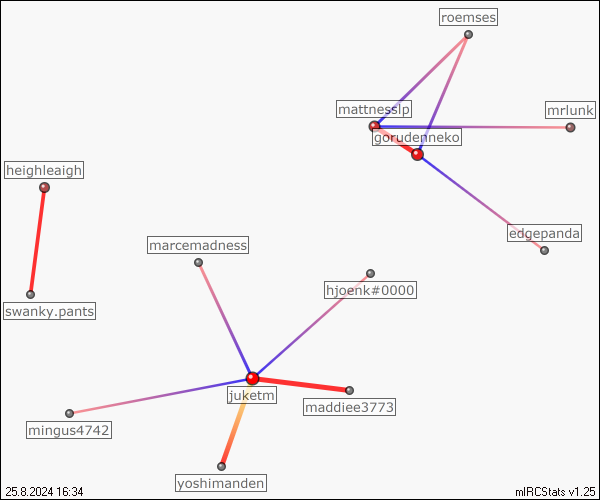 roemses
mattnesslp
mrlunk
gorudenneko
heighleaigh
edgepanda
marcemadness
hjoenk#0000
swanky.pants
juketm
maddiee3773
mingus4742
yoshimanden
25.8.2024 16:34
mIRCStats v1.25